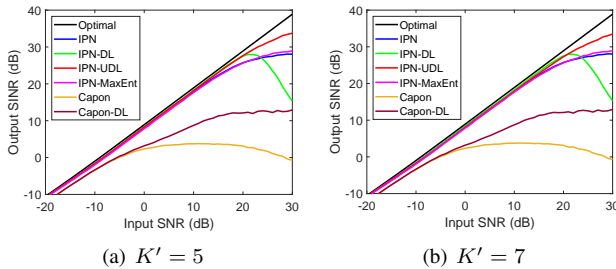 40
30
20
10
0
-10
Output SINR (dB)
Optimal
IPN
IPN-DL
IPN-UDL
IPN-MaxEnt
Capon
Capon-DL
-20
-10
0
10
20
30
Input SNR (dB)
(a) K′ = 5
40
30
20
10
0
-10
Output SINR (dB)
Optimal
IPN
IPN-DL
IPN-UDL
IPN-MaxEnt
Capon
Capon-DL
-20
-10
0
10
20
30
Input SNR (dB)
(b) K′ = 7